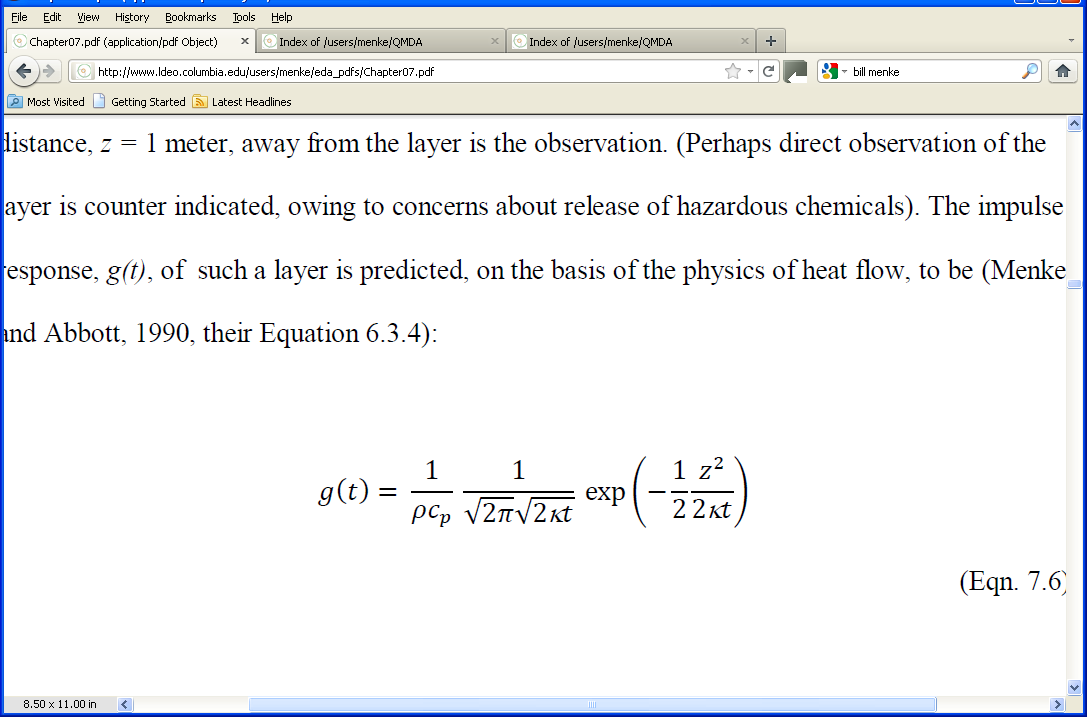 File Edit View History Bookmarks Tools Help
Chapter07.pdf (application/pdf Object) × Index of /users/menke/QMDA × Index of /users/menke/QMDA × +
http://www.ldeo.columbia.edu/users/menke/eda_pdfs/Chapter07.pdf bill menke
Most Visited Getting Started Latest Headlines
distance, z = 1 meter, away from the layer is the observation. (Perhaps direct observation of the
ayer is counter indicated, owing to concerns about release of hazardous chemicals). The impulse
response, g(t), of such a layer is predicted, on the basis of the physics of heat flow, to be (Menke
and Abbott, 1990, their Equation 6.3.4):
g(t) = 1/(ρc_p) 1/(√2π√2κt) exp(−1/2 z²/2κt)
(Eqn. 7.6)
8.50 x 11.00 in